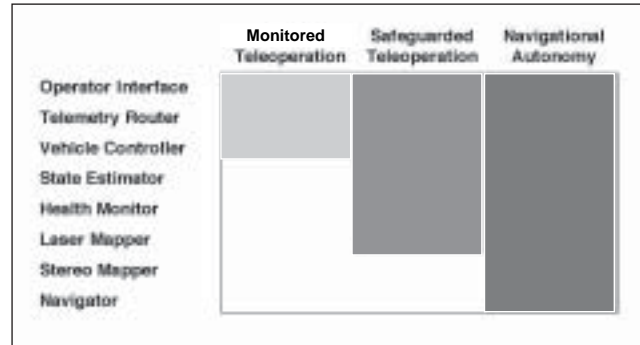 Monitored Safeguarded Navigational
Teleoperation Teleoperation Autonomy
Operator Interface
Telemetry Router
Vehicle Controller
State Estimator
Health Monitor
Laser Mapper
Stereo Mapper
Navigator